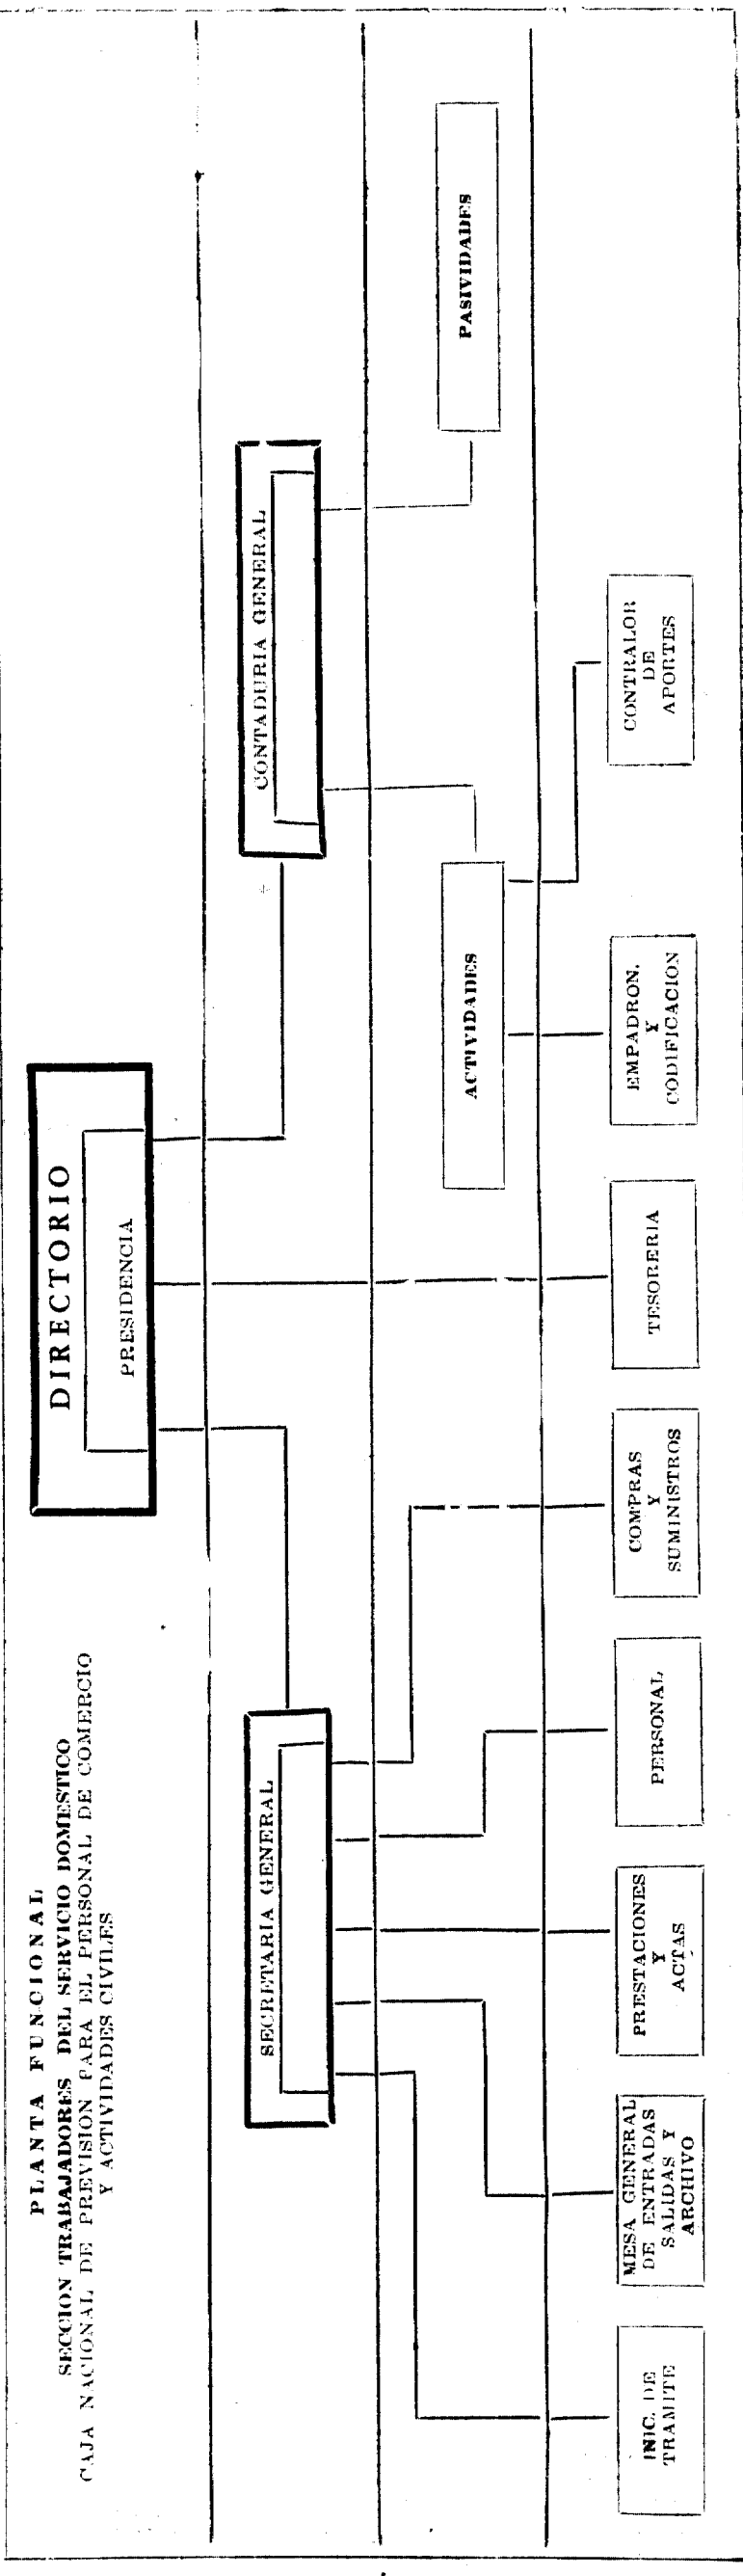 PLANTA FUNCIONAL
SECCION TRABAJADORES DEL SERVICIO DOMESTICO
CAJA NACIONAL DE PREVISION PARA EL PERSONAL DE COMERCIO
Y ACTIVIDADES CIVILES
DIRECTORIO
PRESIDENCIA
SECRETARIA GENERAL
CONTADURIA GENERAL
ACTIVIDADES
PASIVIDADES
INIC. DE
TRAMITE
MESA GENERAL
DE ENTRADAS
SALIDAS Y
ARCHIVO
PRESTACIONES
Y
ACTAS
PERSONAL
COMPRAS
Y
SUMINISTROS
TESORERIA
EMPADRON.
Y
CODIFICACION
CONTRALOR
DE
APORTES